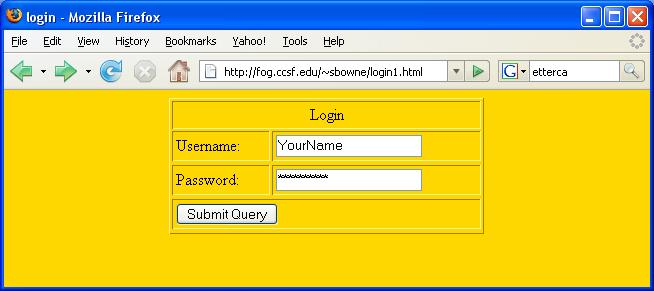 login - Mozilla Firefox
File Edit View History Bookmarks Yahoo! Tools Help
http://fog.ccsf.edu/~sbowne/login1.html G etterca
Login
Username: YourName
Password: ***********
Submit Query